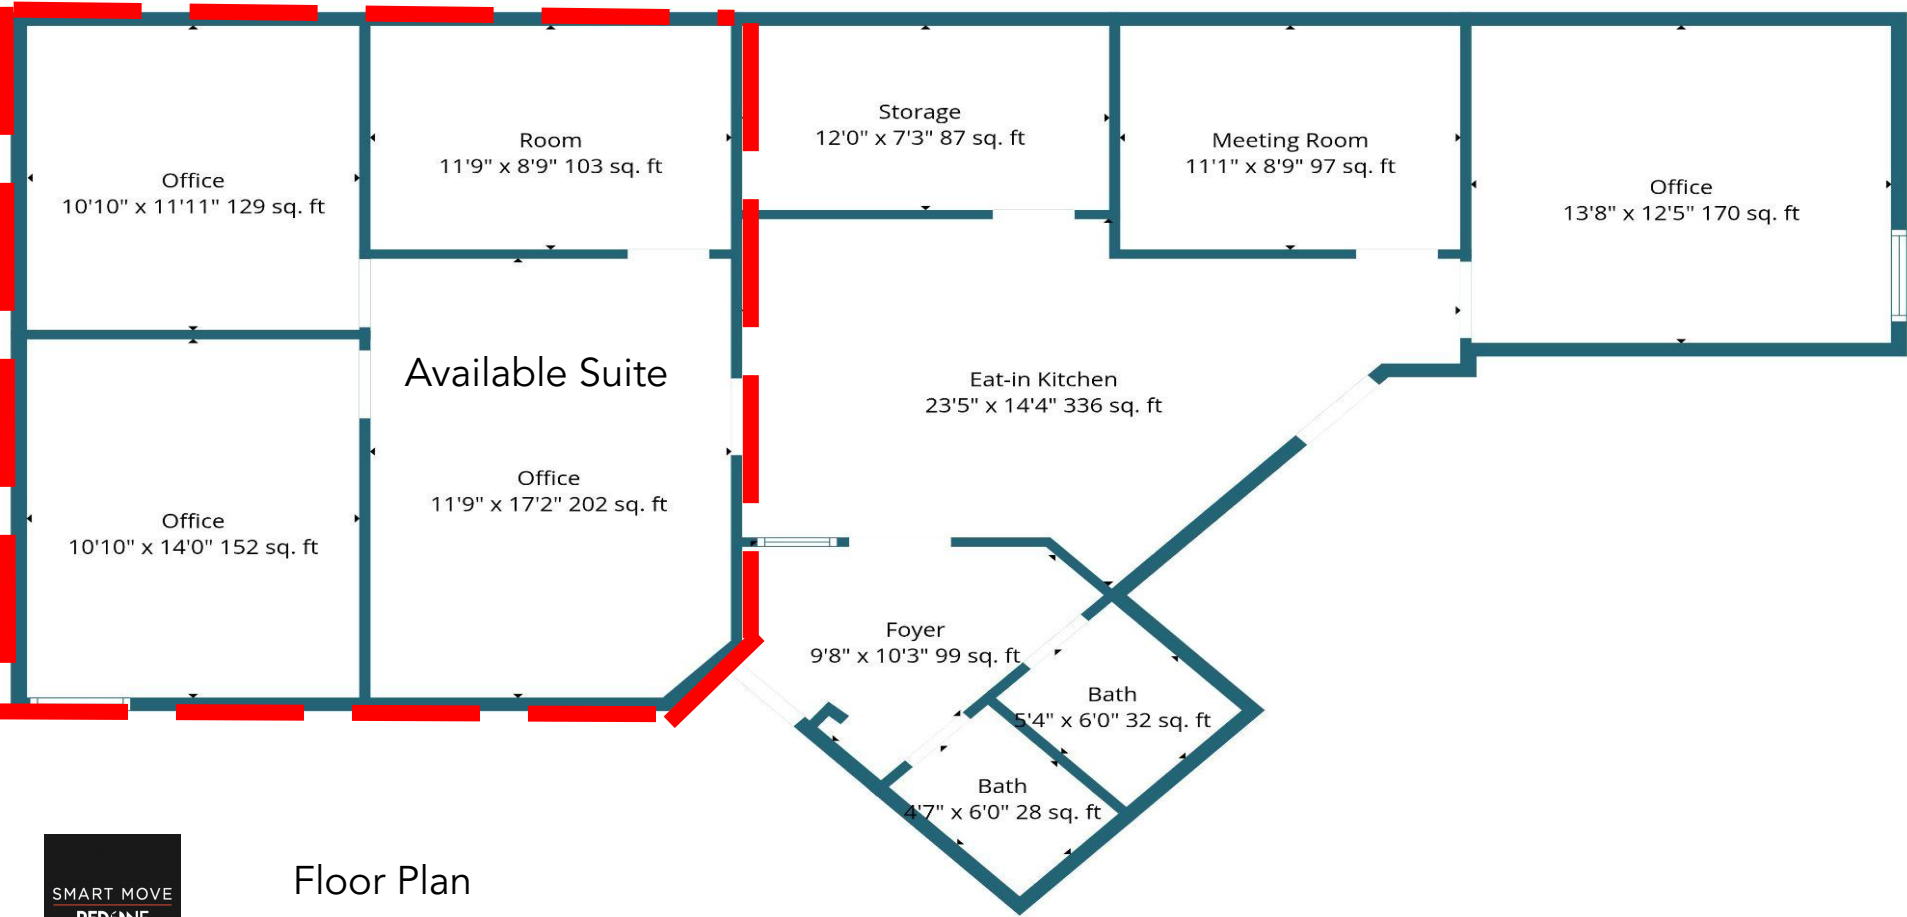 Storage
12'0" x 7'3" 87 sq. ft
Room
11'9" x 8'9" 103 sq. ft
Meeting Room
11'1" x 8'9" 97 sq. ft
Office
10'10" x 11'11" 129 sq. ft
Office
13'8" x 12'5" 170 sq. ft
Available Suite
Eat-in Kitchen
23'5" x 14'4" 336 sq. ft
Office
11'9" x 17'2" 202 sq. ft
Office
10'10" x 14'0" 152 sq. ft
Foyer
9'8" x 10'3" 99 sq. ft
Bath
5'4" x 6'0" 32 sq. ft
Bath
4'7" x 6'0" 28 sq. ft
Floor Plan
SMART MOVE